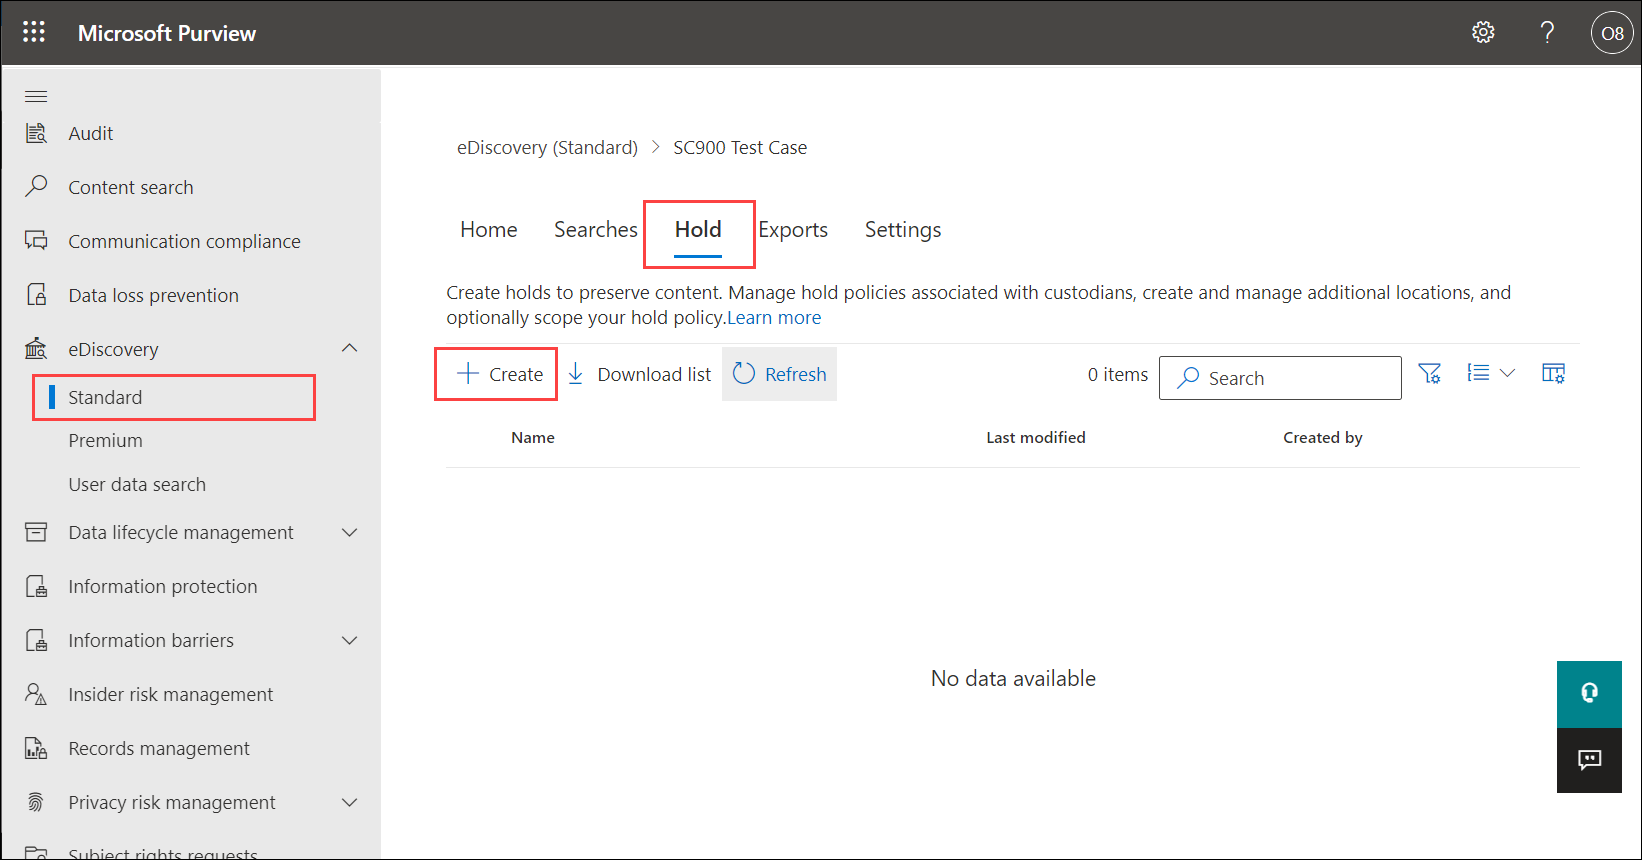 Microsoft Purview
O8
Audit
Content search
Communication compliance
Data loss prevention
eDiscovery
Standard
Premium
User data search
Data lifecycle management
Information protection
Information barriers
Insider risk management
Records management
Privacy risk management
Subject rights requests
eDiscovery (Standard) > SC900 Test Case
Home Searches Hold Exports Settings
Create holds to preserve content. Manage hold policies associated with custodians, create and manage additional locations, and
optionally scope your hold policy.Learn more
Create Download list Refresh 0 items Search
Name Last modified Created by
No data available